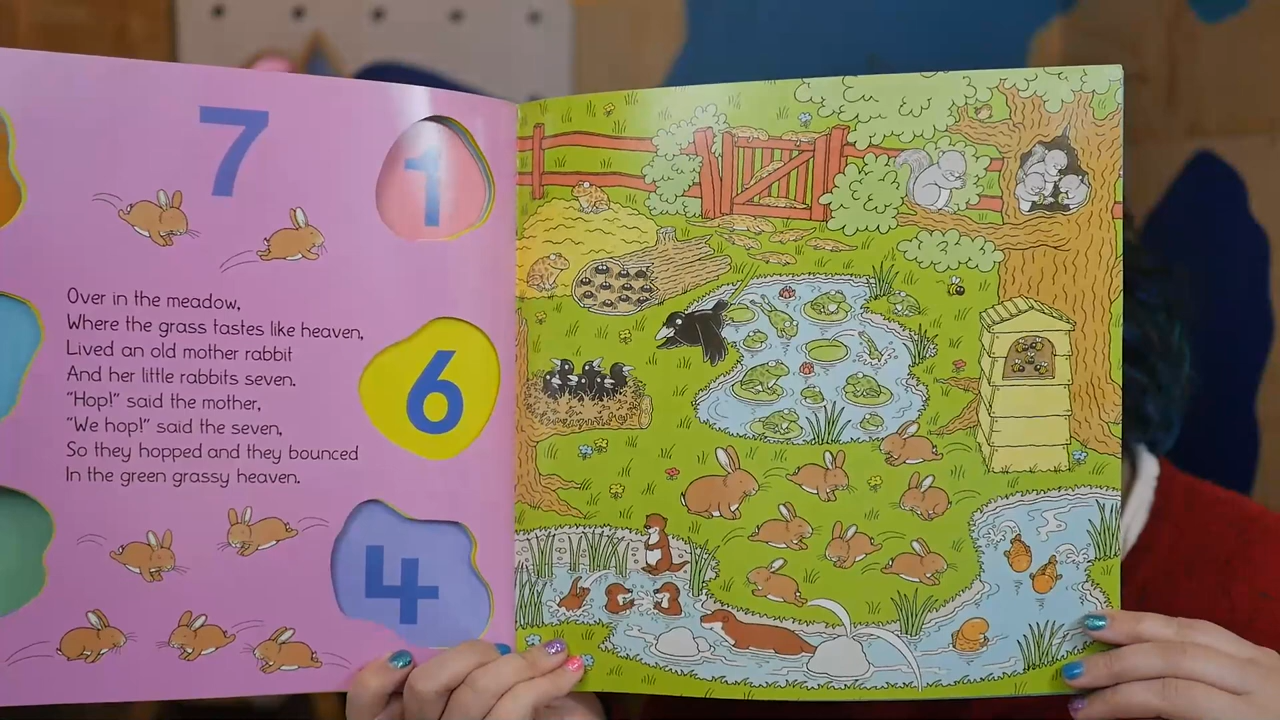 7
1
Over in the meadow,
Where the grass tastes like heaven,
Lived an old mother rabbit
And her little rabbits seven.
“Hop!” said the mother,
“We hop!” said the seven,
So they hopped and they bounced
In the green grassy heaven.
6
4